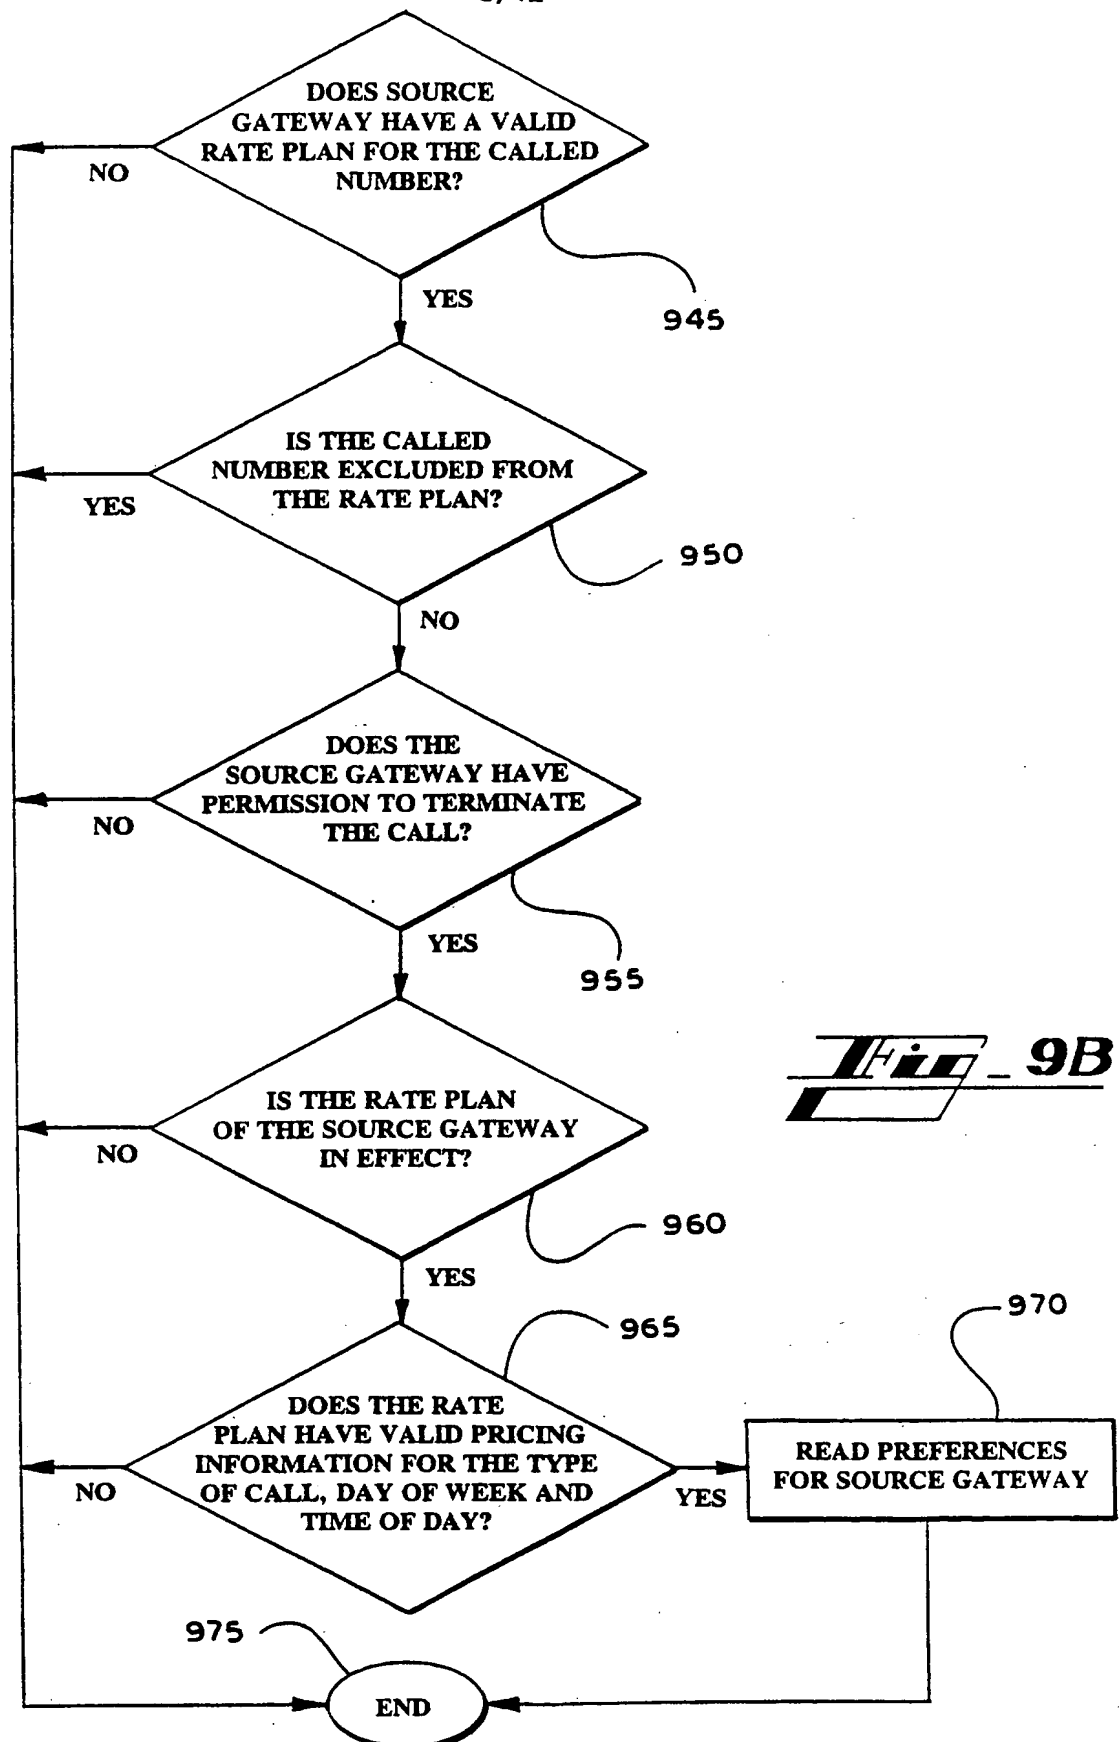 DOES SOURCE
GATEWAY HAVE A VALID
RATE PLAN FOR THE CALLED
NUMBER?
NO
YES
945
IS THE CALLED
NUMBER EXCLUDED FROM
THE RATE PLAN?
YES
950
NO
DOES THE
SOURCE GATEWAY HAVE
PERMISSION TO TERMINATE
THE CALL?
NO
YES
955
Fig_9B
IS THE RATE PLAN
OF THE SOURCE GATEWAY
IN EFFECT?
NO
960
YES
965
970
DOES THE RATE
PLAN HAVE VALID PRICING
INFORMATION FOR THE TYPE
OF CALL, DAY OF WEEK AND
TIME OF DAY?
NO
YES
READ PREFERENCES
FOR SOURCE GATEWAY
975
END